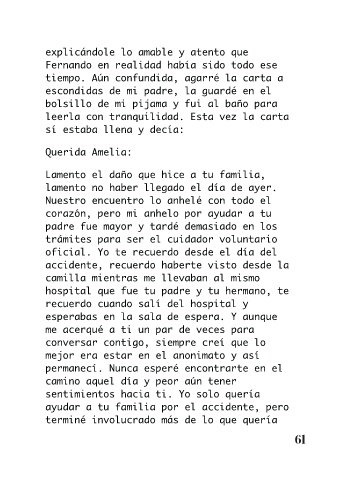 explicándole lo amable y atento que
Fernando en realidad había sido todo ese
tiempo. Aún confundida, agarré la carta a
escondidas de mi padre, la guardé en el
bolsillo de mi pijama y fui al baño para
leerla con tranquilidad. Esta vez la carta
sí estaba llena y decía:
Querida Amelia:
Lamento el daño que hice a tu familia,
lamento no haber llegado el día de ayer.
Nuestro encuentro lo anhelé con todo el
corazón, pero mi anhelo por ayudar a tu
padre fue mayor y tardé demasiado en los
trámites para ser el cuidador voluntario
oficial. Yo te recuerdo desde el día del
accidente, recuerdo haberte visto desde la
camilla mientras me llevaban al mismo
hospital que fue tu padre y tu hermano, te
recuerdo cuando salí del hospital y
esperabas en la sala de espera. Y aunque
me acerqué a ti un par de veces para
conversar contigo, siempre creí que lo
mejor era estar en el anonimato y así
permanecí. Nunca esperé encontrarte en el
camino aquel día y peor aún tener
sentimientos hacia ti. Yo solo quería
ayudar a tu familia por el accidente, pero
terminé involucrado más de lo que quería
61